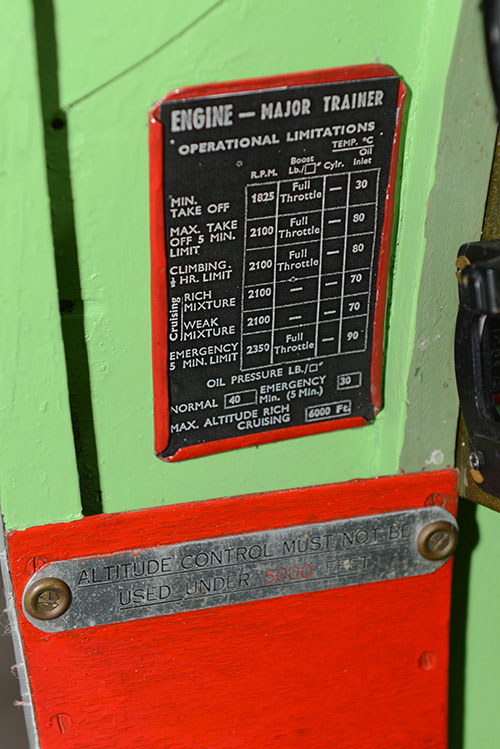 ENGINE — MAJOR TRAINER
OPERATIONAL LIMITATIONS
TEMP. °C
R.P.M. Boost Lb./□" Cylr. Oil Inlet
MIN. TAKE OFF 1825 Full Throttle — 30
MAX. TAKE OFF 5 MIN. LIMIT 2100 Full Throttle — 80
CLIMBING ½ HR. LIMIT 2100 Full Throttle — 80
Cruising
RICH MIXTURE 2100 — — 70
WEAK MIXTURE 2100 — — 70
EMERGENCY 5 MIN. LIMIT 2350 Full Throttle — 90
OIL PRESSURE LB./□"
NORMAL 40 EMERGENCY Min. (5 Min.) 30
MAX. ALTITUDE RICH CRUISING 6000 Ft.
ALTITUDE CONTROL MUST NOT BE
USED UNDER 5000 FEET